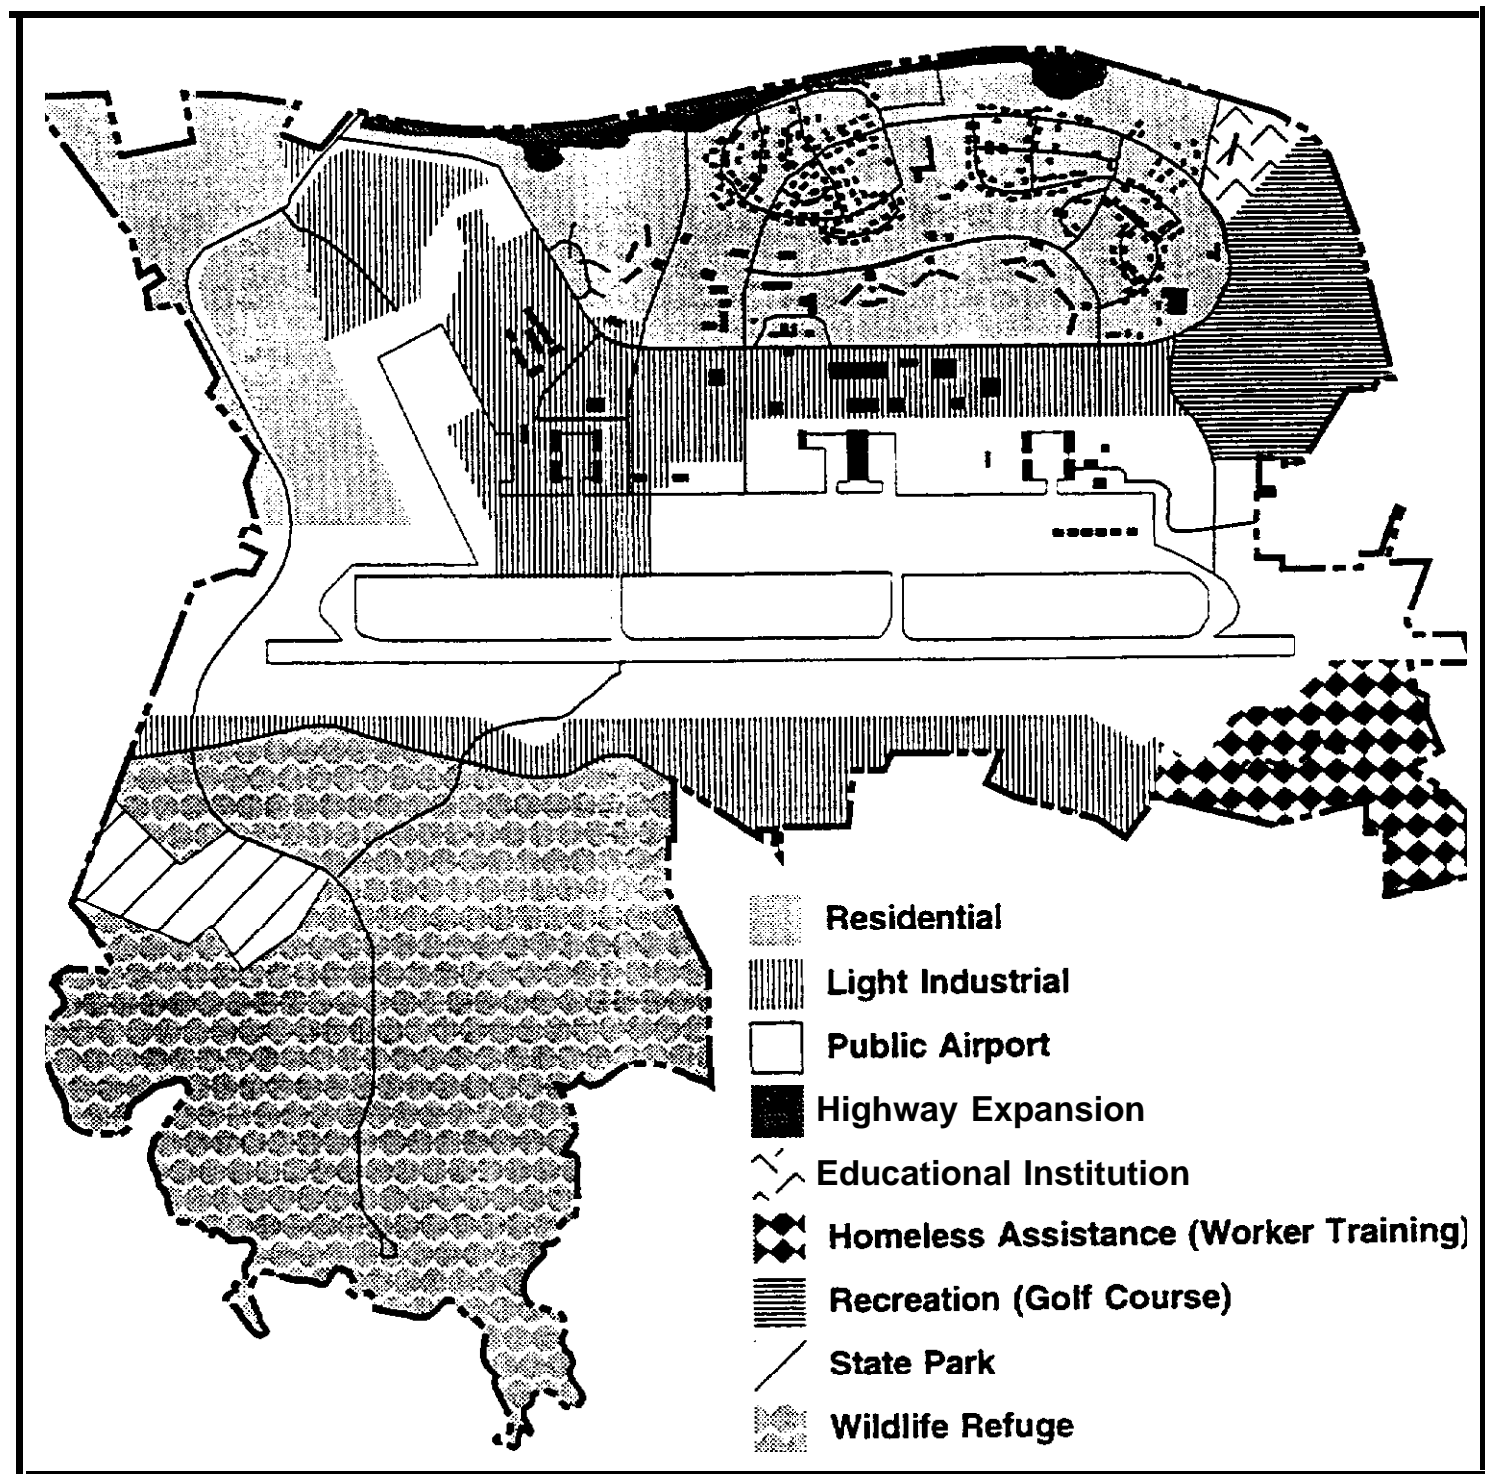 Residential
Light Industrial
Public Airport
Highway Expansion
Educational Institution
Homeless Assistance (Worker Training)
Recreation (Golf Course)
State Park
Wildlife Refuge